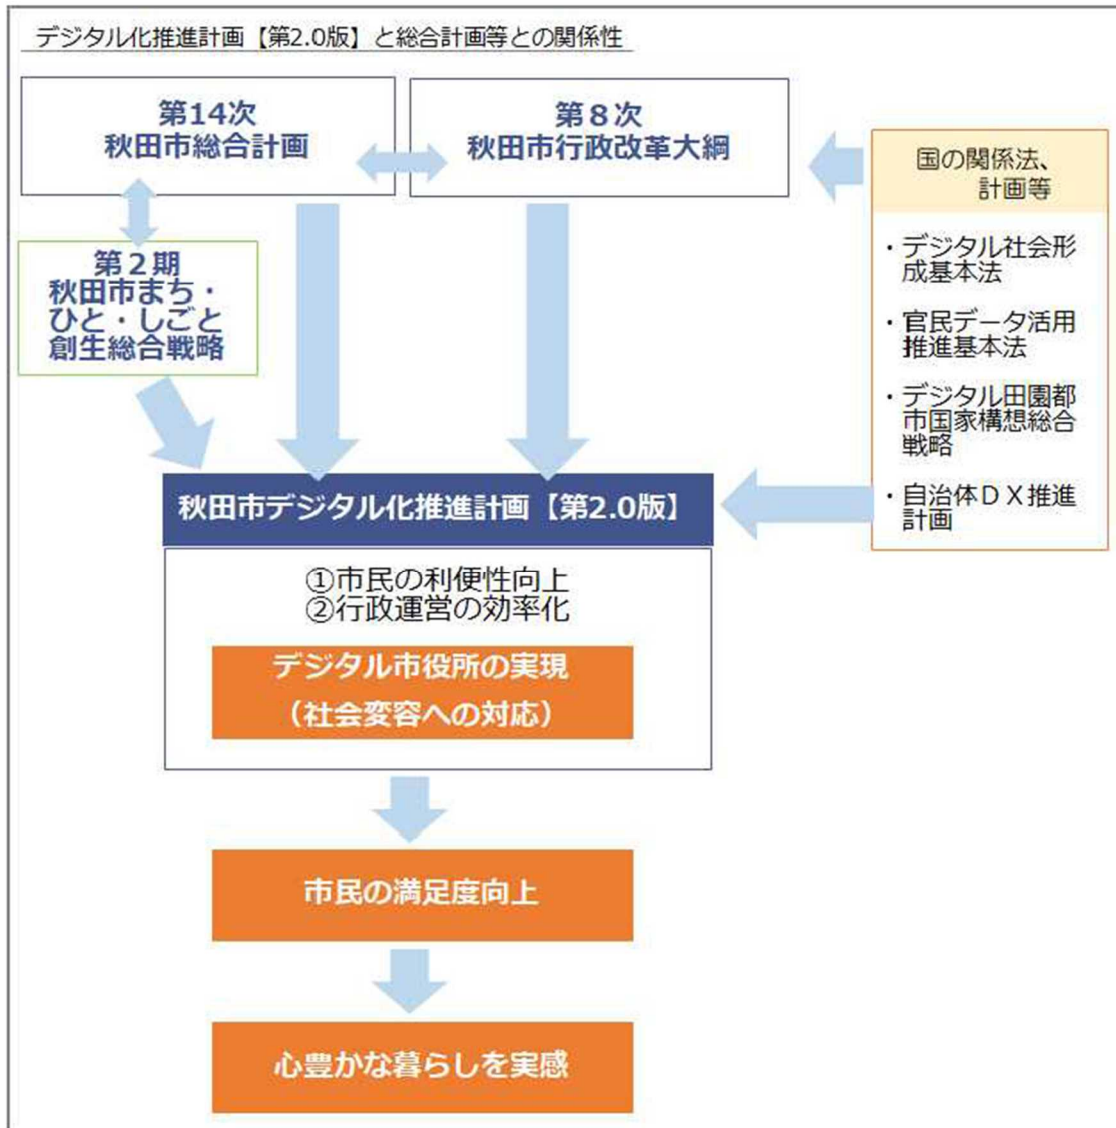 デジタル化推進計画【第2.0版】と総合計画等との関係性
第14次
秋田市総合計画
第８次
秋田市行政改革大綱
国の関係法、
計画等
・デジタル社会形
成基本法
・官民データ活用
推進基本法
・デジタル田園都
市国家構想総合
戦略
・自治体ＤＸ推進
計画
第２期
秋田市まち・
ひと・しごと
創生総合戦略
秋田市デジタル化推進計画【第2.0版】
①市民の利便性向上
②行政運営の効率化
デジタル市役所の実現
（社会変容への対応）
市民の満足度向上
心豊かな暮らしを実感